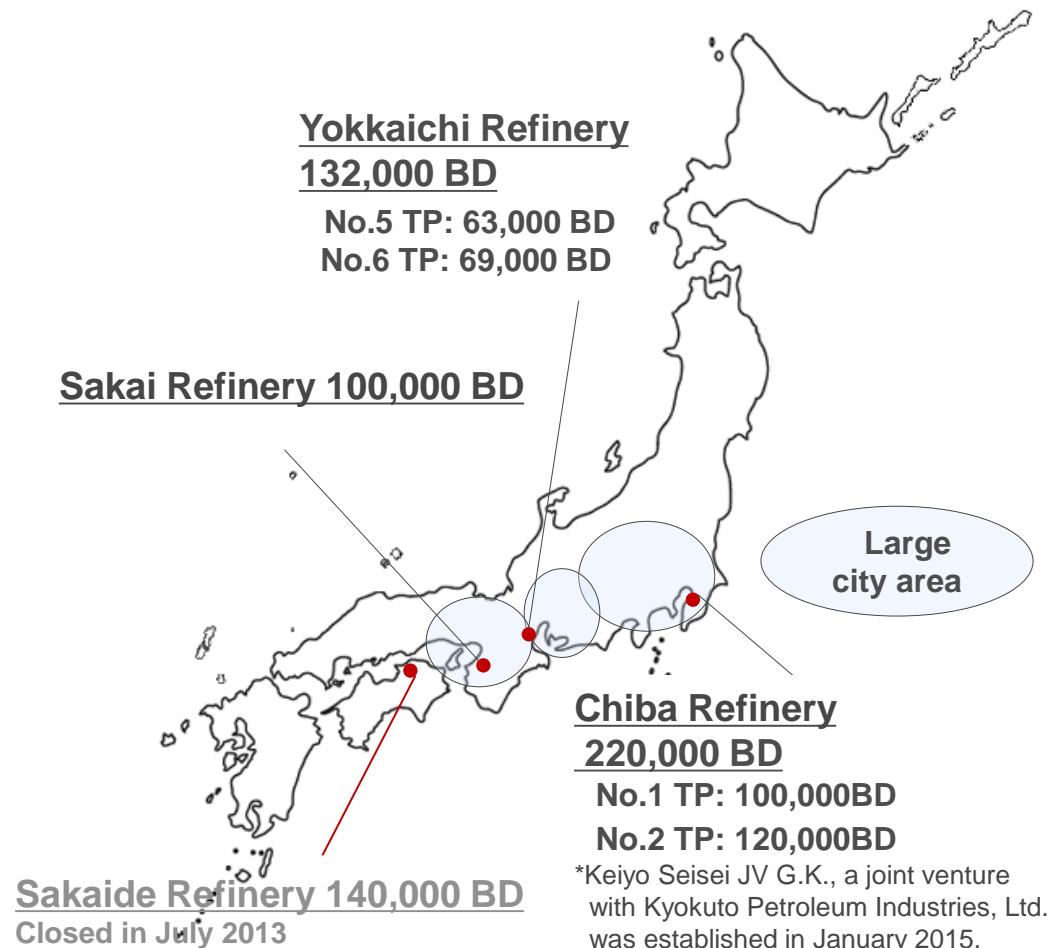 Yokkaichi Refinery
132,000 BD
No.5 TP: 63,000 BD
No.6 TP: 69,000 BD
Sakai Refinery 100,000 BD
Large
city area
Chiba Refinery
220,000 BD
No.1 TP: 100,000BD
No.2 TP: 120,000BD
*Keiyo Seisei JV G.K., a joint venture
with Kyokuto Petroleum Industries, Ltd.
was established in January 2015.
Sakaide Refinery 140,000 BD
Closed in July 2013